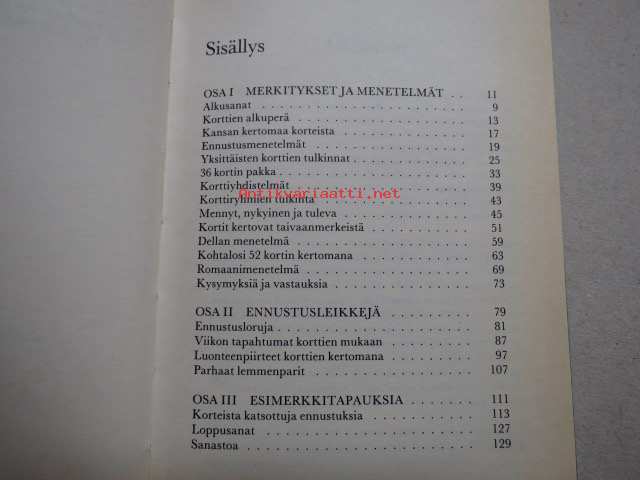 Sisällys
OSA I MERKITYKSET JA MENETELMÄT . . 11
Alkusanat . . . . . . . . . . . . . . . . . . . . 9
Korttien alkuperä . . . . . . . . . . . . . . . . 13
Kansan kertomaa korteista . . . . . . . . . . . . 17
Ennustusmenetelmät . . . . . . . . . . . . . . . 19
Yksittäisten korttien tulkinnat . . . . . . . . . . 25
36 kortin pakka . . . . . . . . . . . . . . . . . 33
Korttiyhdistelmät . . . . . . . . . . . . . . . . 39
Antikvariaatti.net
Korttiryhmien tulkinta . . . . . . . . . . . . . . 43
Mennyt, nykyinen ja tuleva . . . . . . . . . . . . 45
Kortit kertovat taivaanmerkeistä . . . . . . . . . 51
Dellan menetelmä . . . . . . . . . . . . . . . . 59
Kohtalosi 52 kortin kertomana . . . . . . . . . . 63
Romaanimenetelmä . . . . . . . . . . . . . . . . 69
Kysymyksiä ja vastauksia . . . . . . . . . . . . . 73
OSA II ENNUSTUSLEIKKEJÄ . . . . . . . . . 79
Ennustusloruja . . . . . . . . . . . . . . . . . . 81
Viikon tapahtumat korttien mukaan . . . . . . . . 87
Luonteenpiirteet korttien kertomana . . . . . . . . 97
Parhaat lemmenparit . . . . . . . . . . . . . . . 107
OSA III ESIMERKKITAPAUKSIA . . . . . . . 111
Korteista katsottuja ennustuksia . . . . . . . . . . 113
Loppusanat . . . . . . . . . . . . . . . . . . . . 127
Sanastoa . . . . . . . . . . . . . . . . . . . . . 129